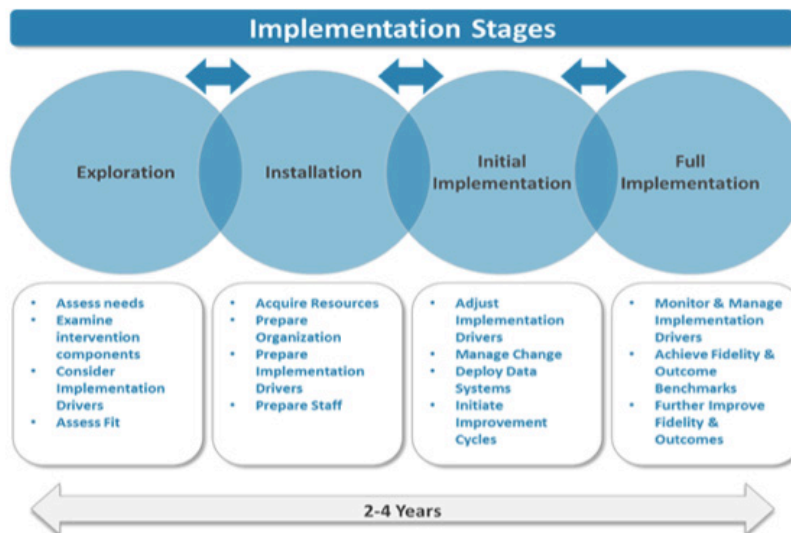 Implementation Stages
Exploration
Installation
Initial
Implementation
Full
Implementation
• Assess needs
• Examine
intervention
components
• Consider
Implementation
Drivers
• Assess Fit
• Acquire Resources
• Prepare
Organization
• Prepare
Implementation
Drivers
• Prepare Staff
• Adjust
Implementation
Drivers
• Manage Change
• Deploy Data
Systems
• Initiate
Improvement
Cycles
• Monitor & Manage
Implementation
Drivers
• Achieve Fidelity &
Outcome
Benchmarks
• Further Improve
Fidelity &
Outcomes
2-4 Years